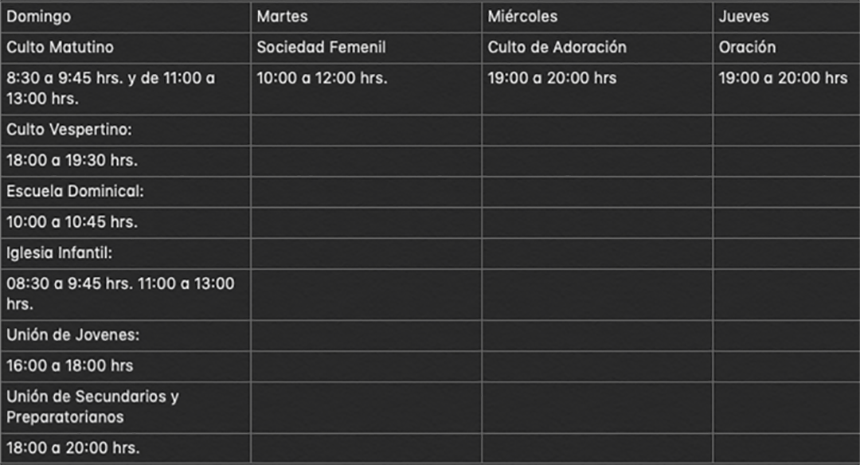 Domingo Martes Miércoles Jueves
Culto Matutino Sociedad Femenil Culto de Adoración Oración
8:30 a 9:45 hrs. y de 11:00 a 10:00 a 12:00 hrs. 19:00 a 20:00 hrs 19:00 a 20:00 hrs
13:00 hrs.
Culto Vespertino:
18:00 a 19:30 hrs.
Escuela Dominical:
10:00 a 10:45 hrs.
Iglesia Infantil:
08:30 a 9:45 hrs. 11:00 a 13:00
hrs.
Unión de Jovenes:
16:00 a 18:00 hrs
Unión de Secundarios y
Preparatorianos
18:00 a 20:00 hrs.